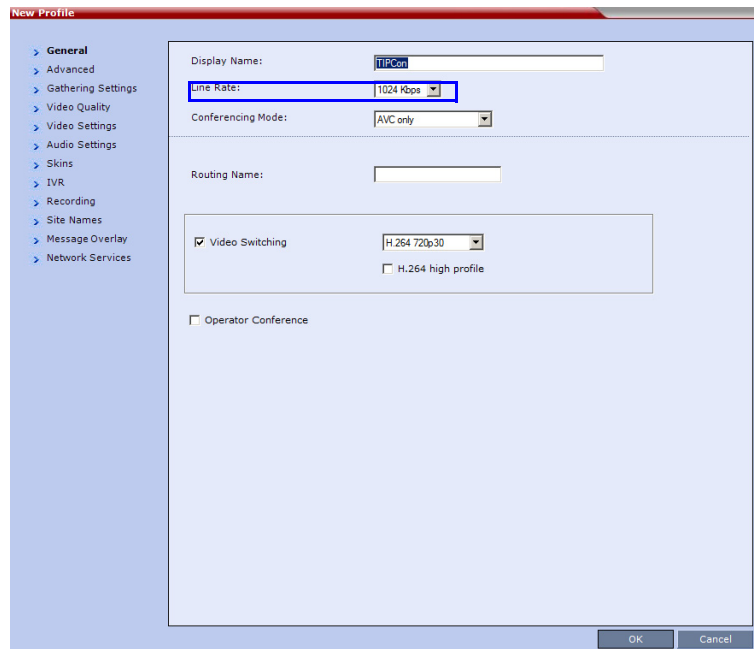 New Profile
General
Advanced
Gathering Settings
Video Quality
Video Settings
Audio Settings
Skins
IVR
Recording
Site Names
Message Overlay
Network Services
Display Name: TIPCon
Line Rate: 1024 Kbps
Conferencing Mode: AVC only
Routing Name:
Video Switching H.264 720p30
H.264 high profile
Operator Conference
OK Cancel